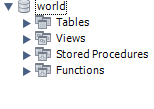 world
Tables
Views
Stored Procedures
Functions